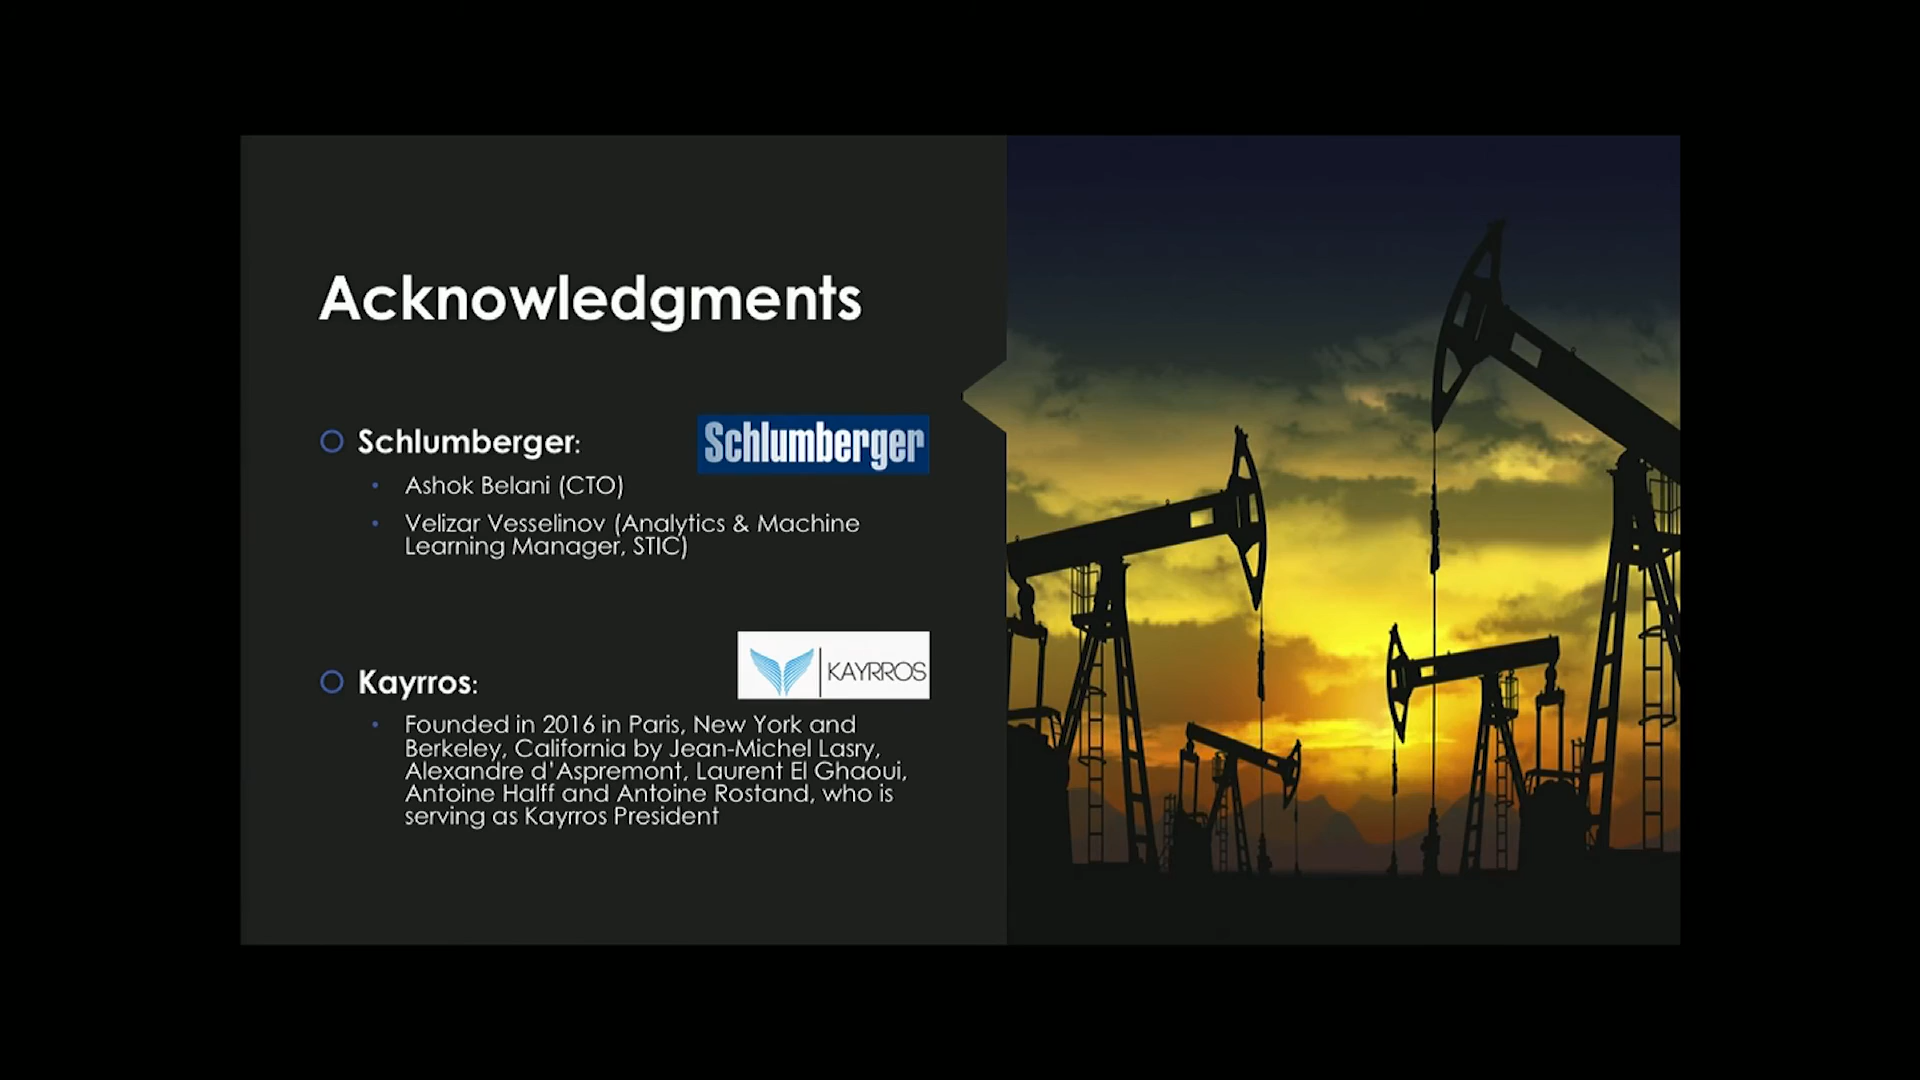 Acknowledgments
Schlumberger:
Schlumberger
Ashok Belani (CTO)
Velizar Vesselinov (Analytics & Machine
Learning Manager, STIC)
KAYRROS
Kayrros:
Founded in 2016 in Paris, New York and
Berkeley, California by Jean-Michel Lasry,
Alexandre d'Aspremont, Laurent El Ghaoui,
Antoine Halff and Antoine Rostand, who is
serving as Kayrros President